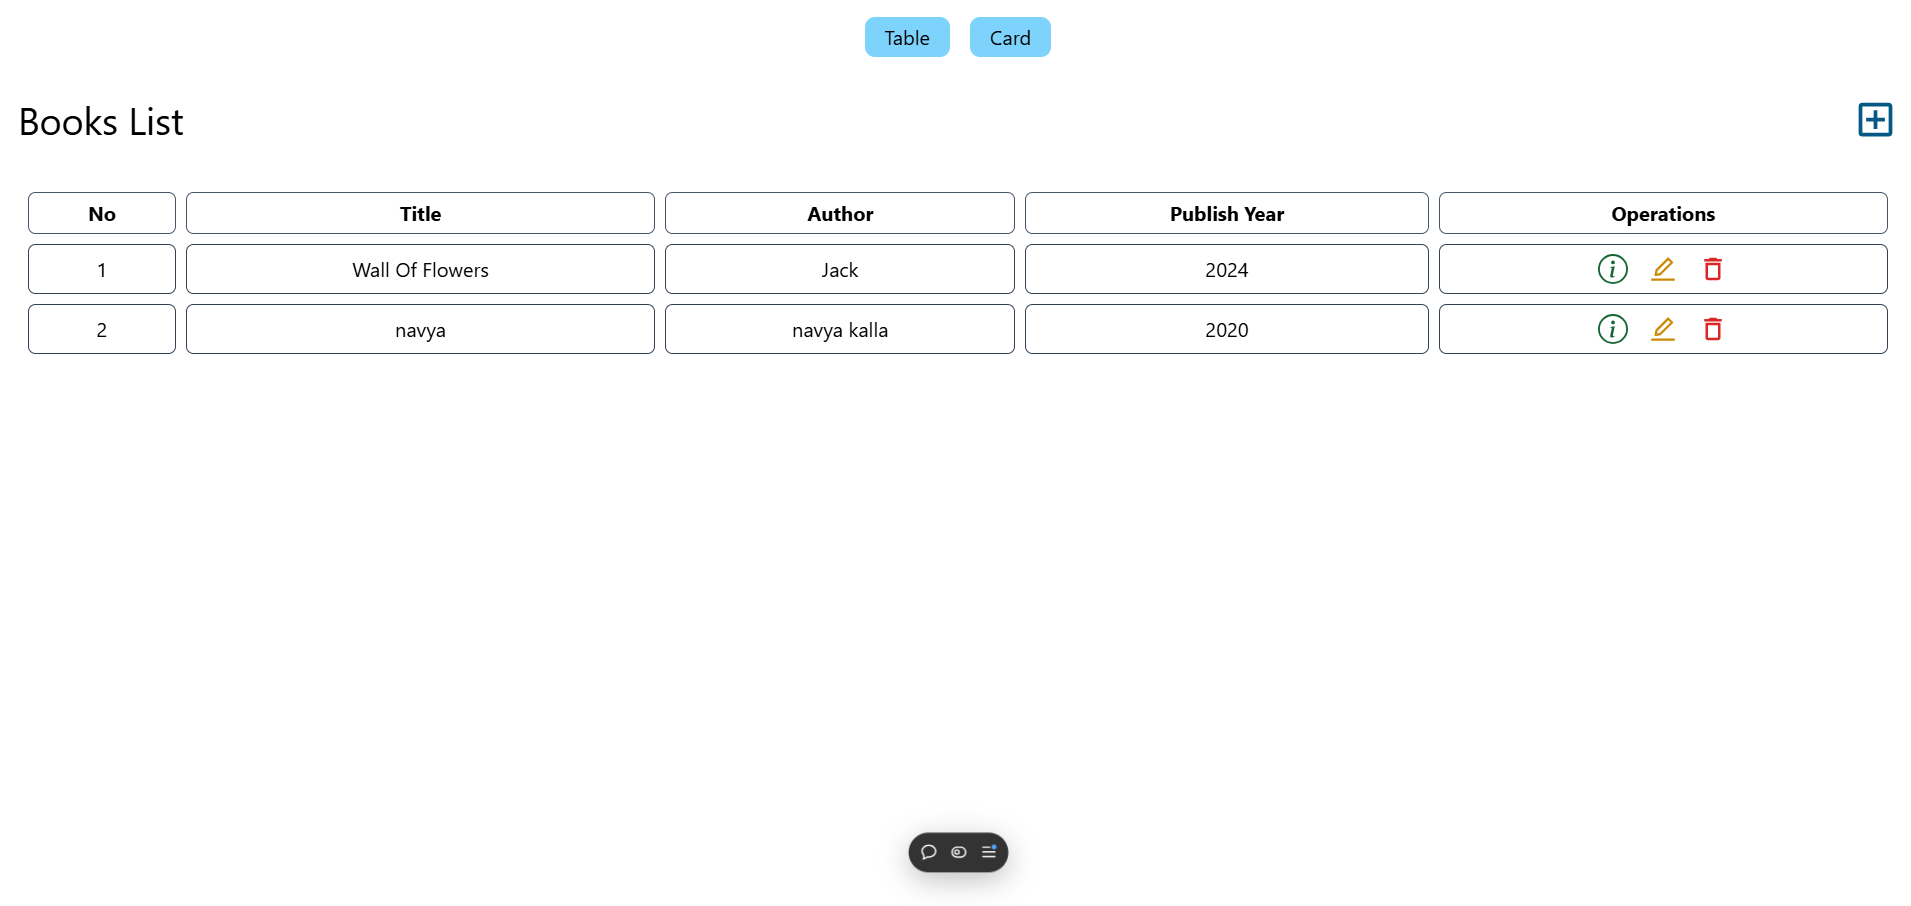 Table Card
Books List
No Title Author Publish Year Operations
1 Wall Of Flowers Jack 2024
2 navya navya kalla 2020